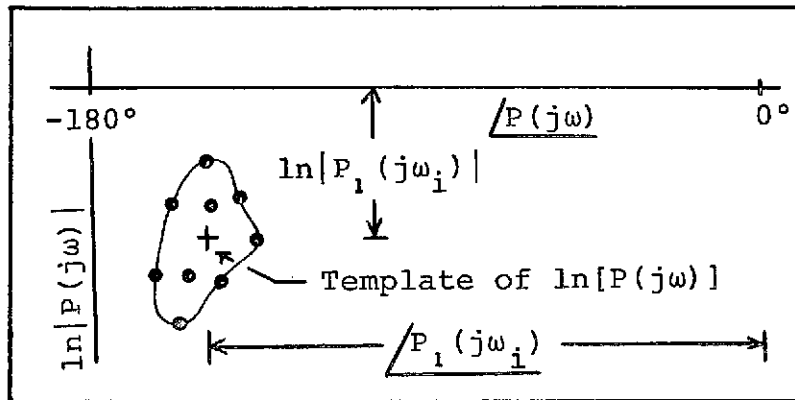 -180°
/P(jω)
0°
ln|P₁(jωᵢ)|
ln|P(jω)|
Template of ln[P(jω)]
/P₁(jωᵢ)